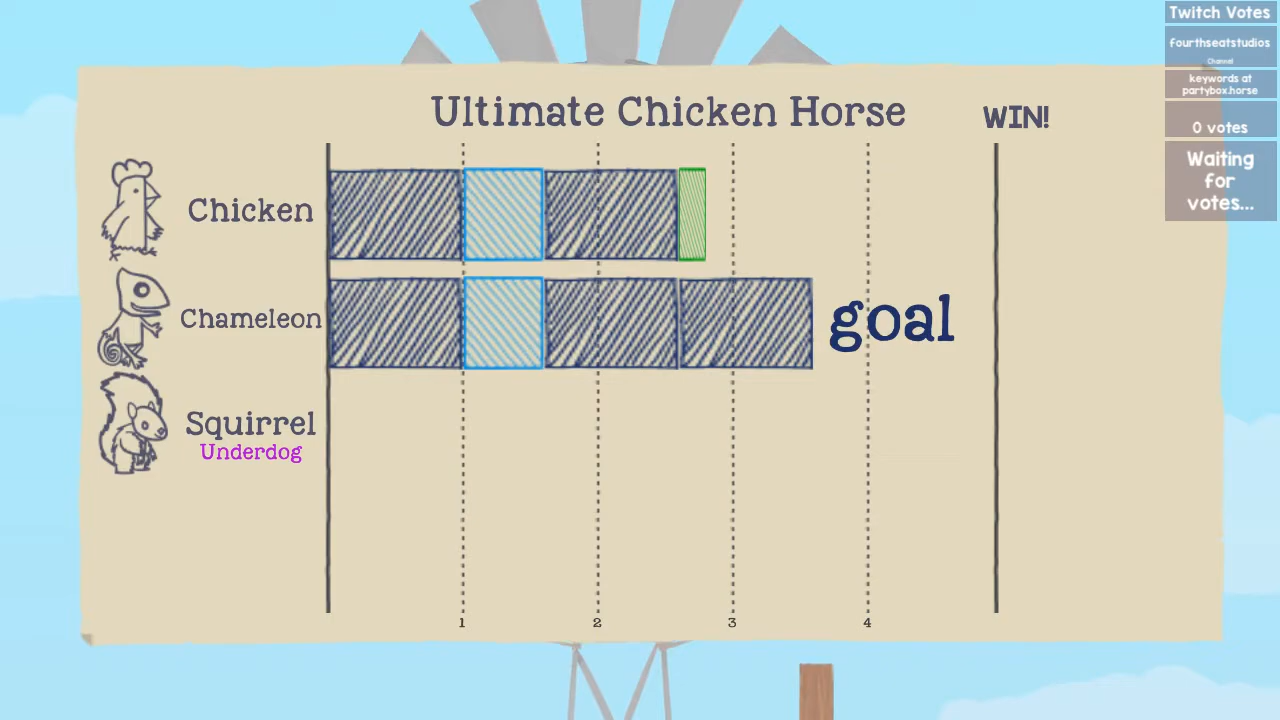 Twitch Votes
fourthseatstudios
Channel
keywords at
partybox.horse
0 votes
Waiting
for
votes...
Ultimate Chicken Horse
WIN!
Chicken
Chameleon
goal
Squirrel
Underdog
1 2 3 4